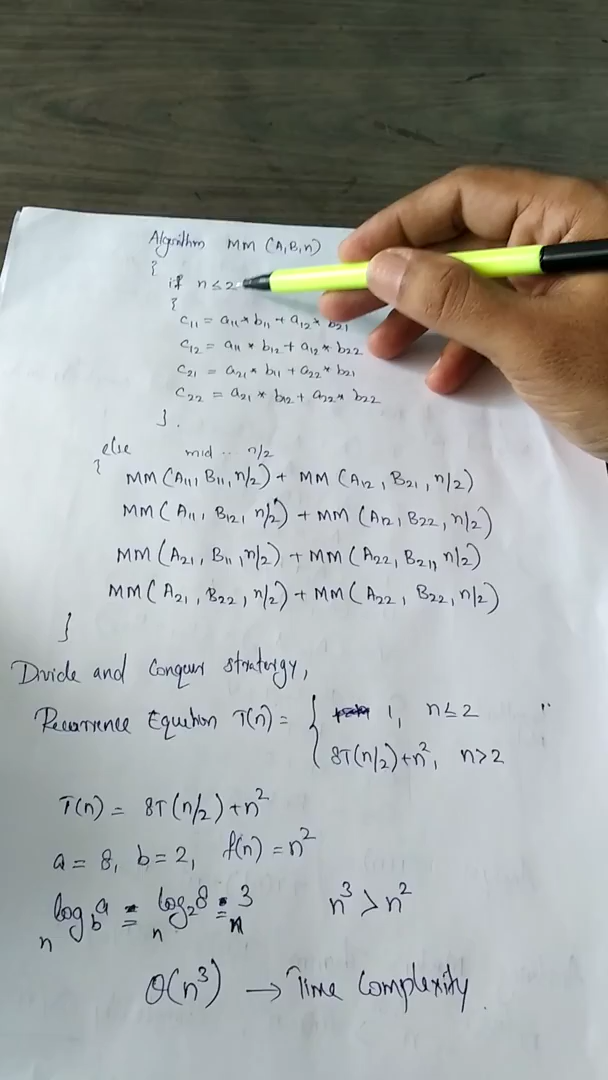 Algorithm MM (A,B,n)
{
if n ≤ 2
{
C11 = a11 * b11 + a12 * b21
C12 = a11 * b12 + a12 * b22
C21 = a21 * b11 + a22 * b21
C22 = a21 * b12 + a22 * b22
}.
else mid .. n/2
{
MM (A11, B11, n/2) + MM (A12, B21, n/2)
MM (A11, B12, n/2) + MM (A12, B22, n/2)
MM (A21, B11, n/2) + MM (A22, B21, n/2)
MM (A21, B22, n/2) + MM (A22, B22, n/2)
}
Divide and Conquer stratergy,
Recurrence Equation T(n) = { 1, n ≤ 2
8T(n/2)+n², n>2
T(n) = 8T(n/2)+n²
a = 8, b = 2, f(n) = n²
n^log_b a = n^log_2 8 = n^3 n³ > n²
θ(n³) → Time Complexity.